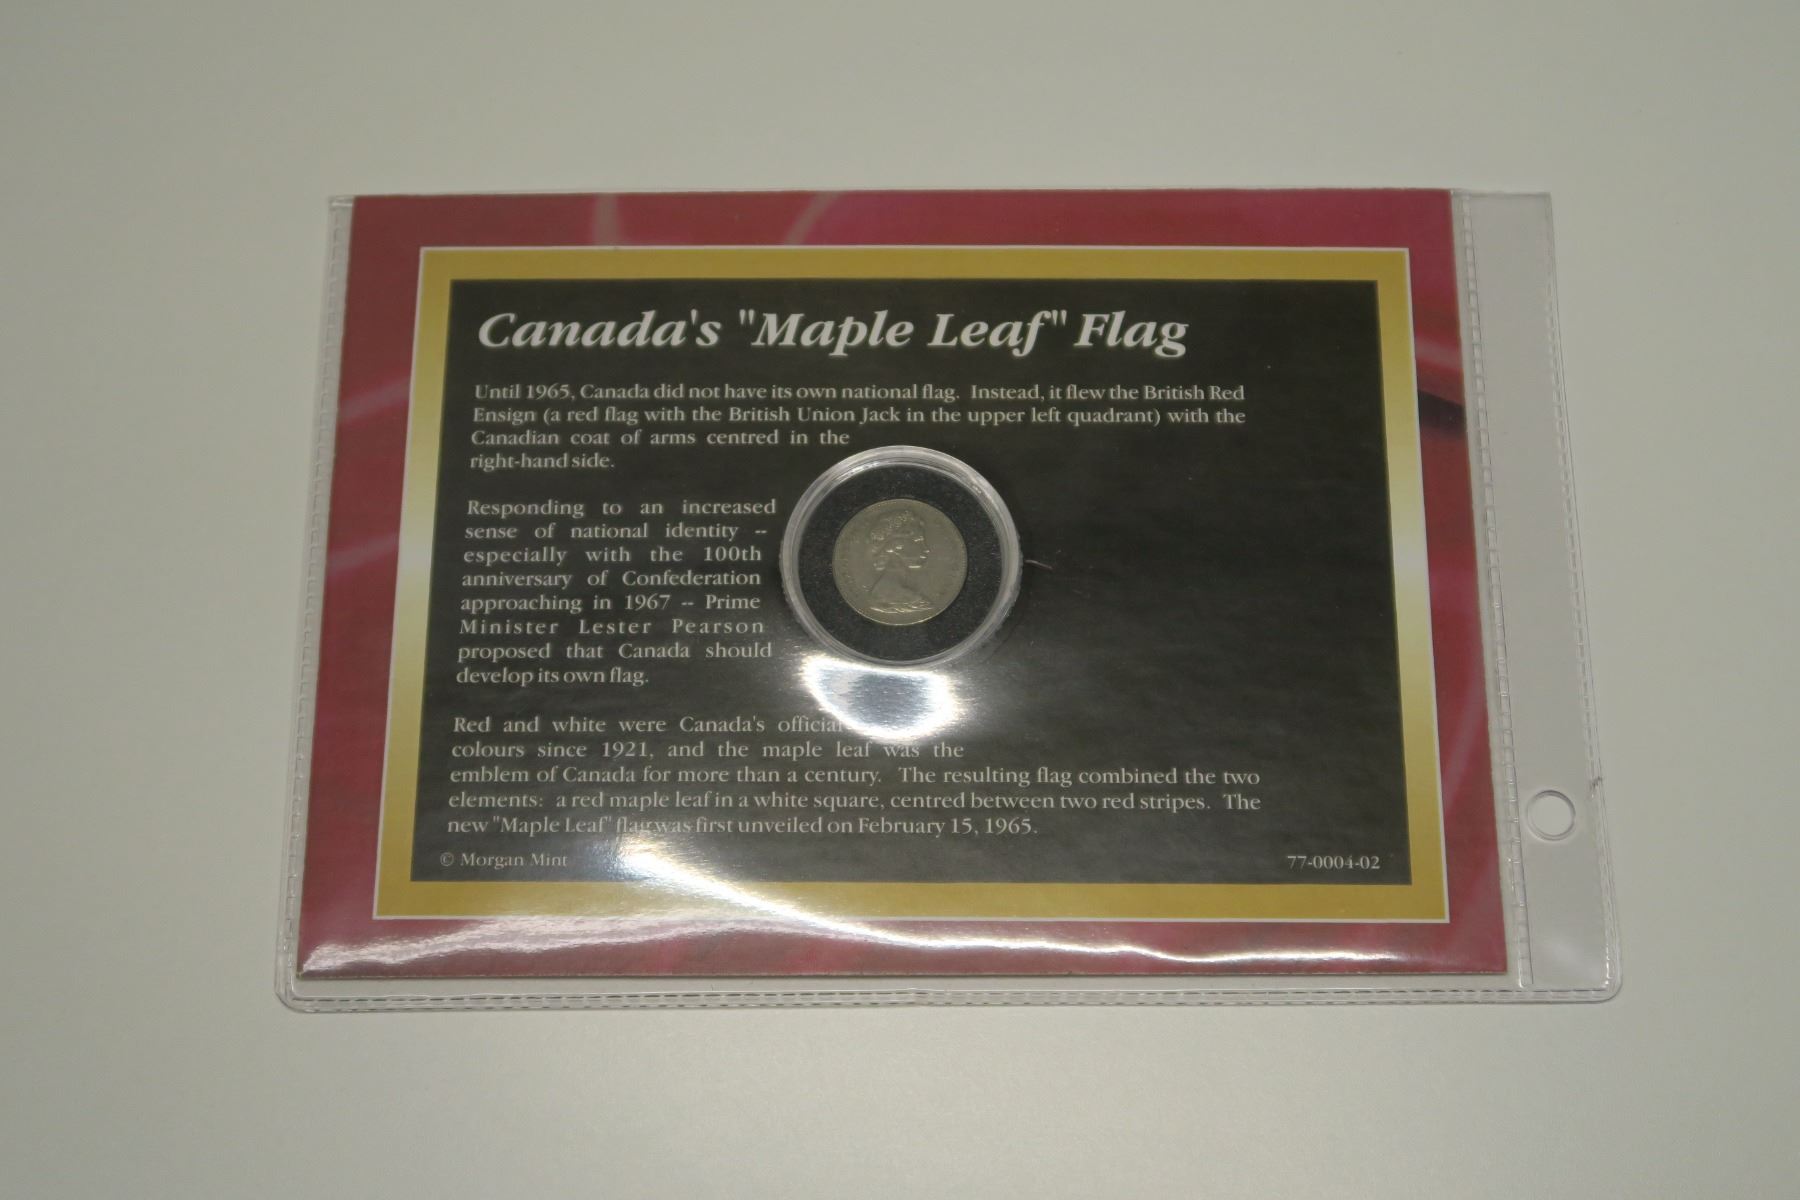 Canada's "Maple Leaf" Flag
Until 1965, Canada did not have its own national flag. Instead, it flew the British Red
Ensign (a red flag with the British Union Jack in the upper left quadrant) with the
Canadian coat of arms centred in the
right-hand side.
Responding to an increased
sense of national identity --
especially with the 100th
anniversary of Confederation
approaching in 1967 -- Prime
Minister Lester Pearson
proposed that Canada should
develop its own flag.
Red and white were Canada's official
colours since 1921, and the maple leaf was the
emblem of Canada for more than a century. The resulting flag combined the two
elements: a red maple leaf in a white square, centred between two red stripes. The
new "Maple Leaf" flag was first unveiled on February 15, 1965.
© Morgan Mint
77-0004-02